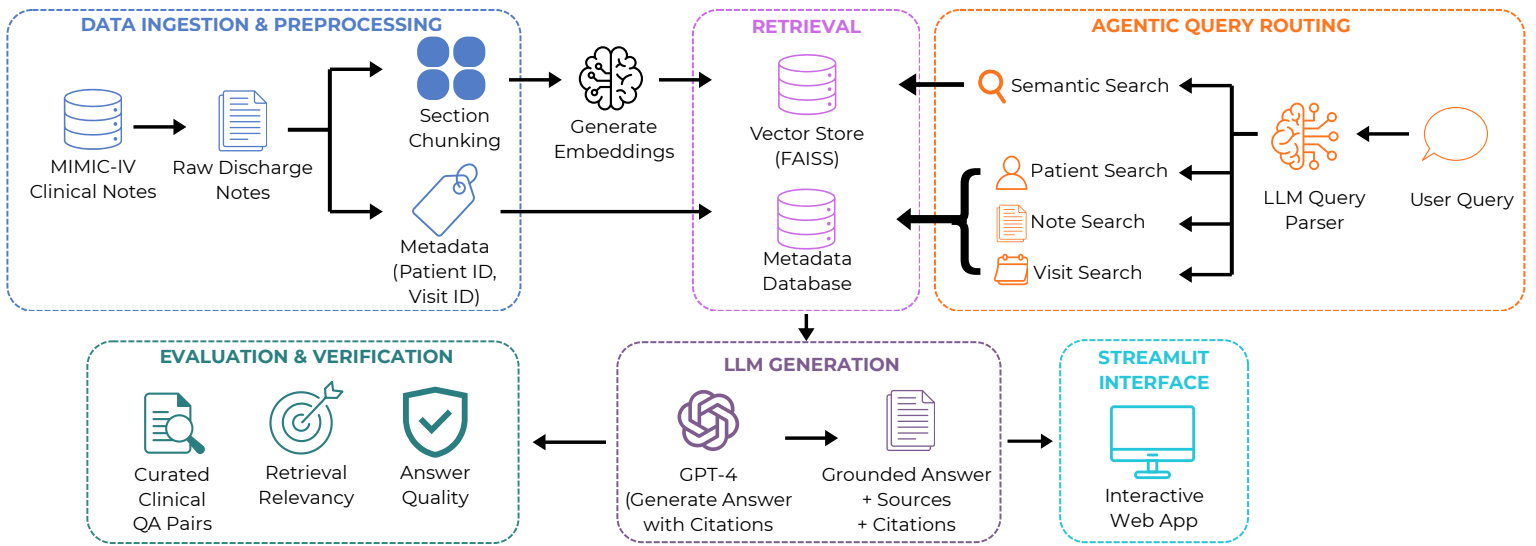 DATA INGESTION & PREPROCESSING
MIMIC-IV
Clinical Notes
Raw Discharge
Notes
Section
Chunking
Metadata
(Patient ID,
Visit ID)
Generate
Embeddings
RETRIEVAL
Vector Store
(FAISS)
Metadata
Database
AGENTIC QUERY ROUTING
Semantic Search
Patient Search
Note Search
Visit Search
LLM Query
Parser
User Query
EVALUATION & VERIFICATION
Curated
Clinical
QA Pairs
Retrieval
Relevancy
Answer
Quality
LLM GENERATION
GPT-4
(Generate Answer
with Citations
Grounded Answer
+ Sources
+ Citations
STREAMLIT
INTERFACE
Interactive
Web App